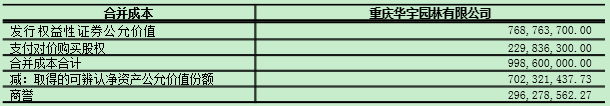 合并成本 重庆华宇园林有限公司
发行权益性证券公允价值 768,763,700.00
支付对价购买股权 229,836,300.00
合并成本合计 998,600,000.00
减：取得的可辨认净资产公允价值份额 702,321,437.73
商誉 296,278,562.27